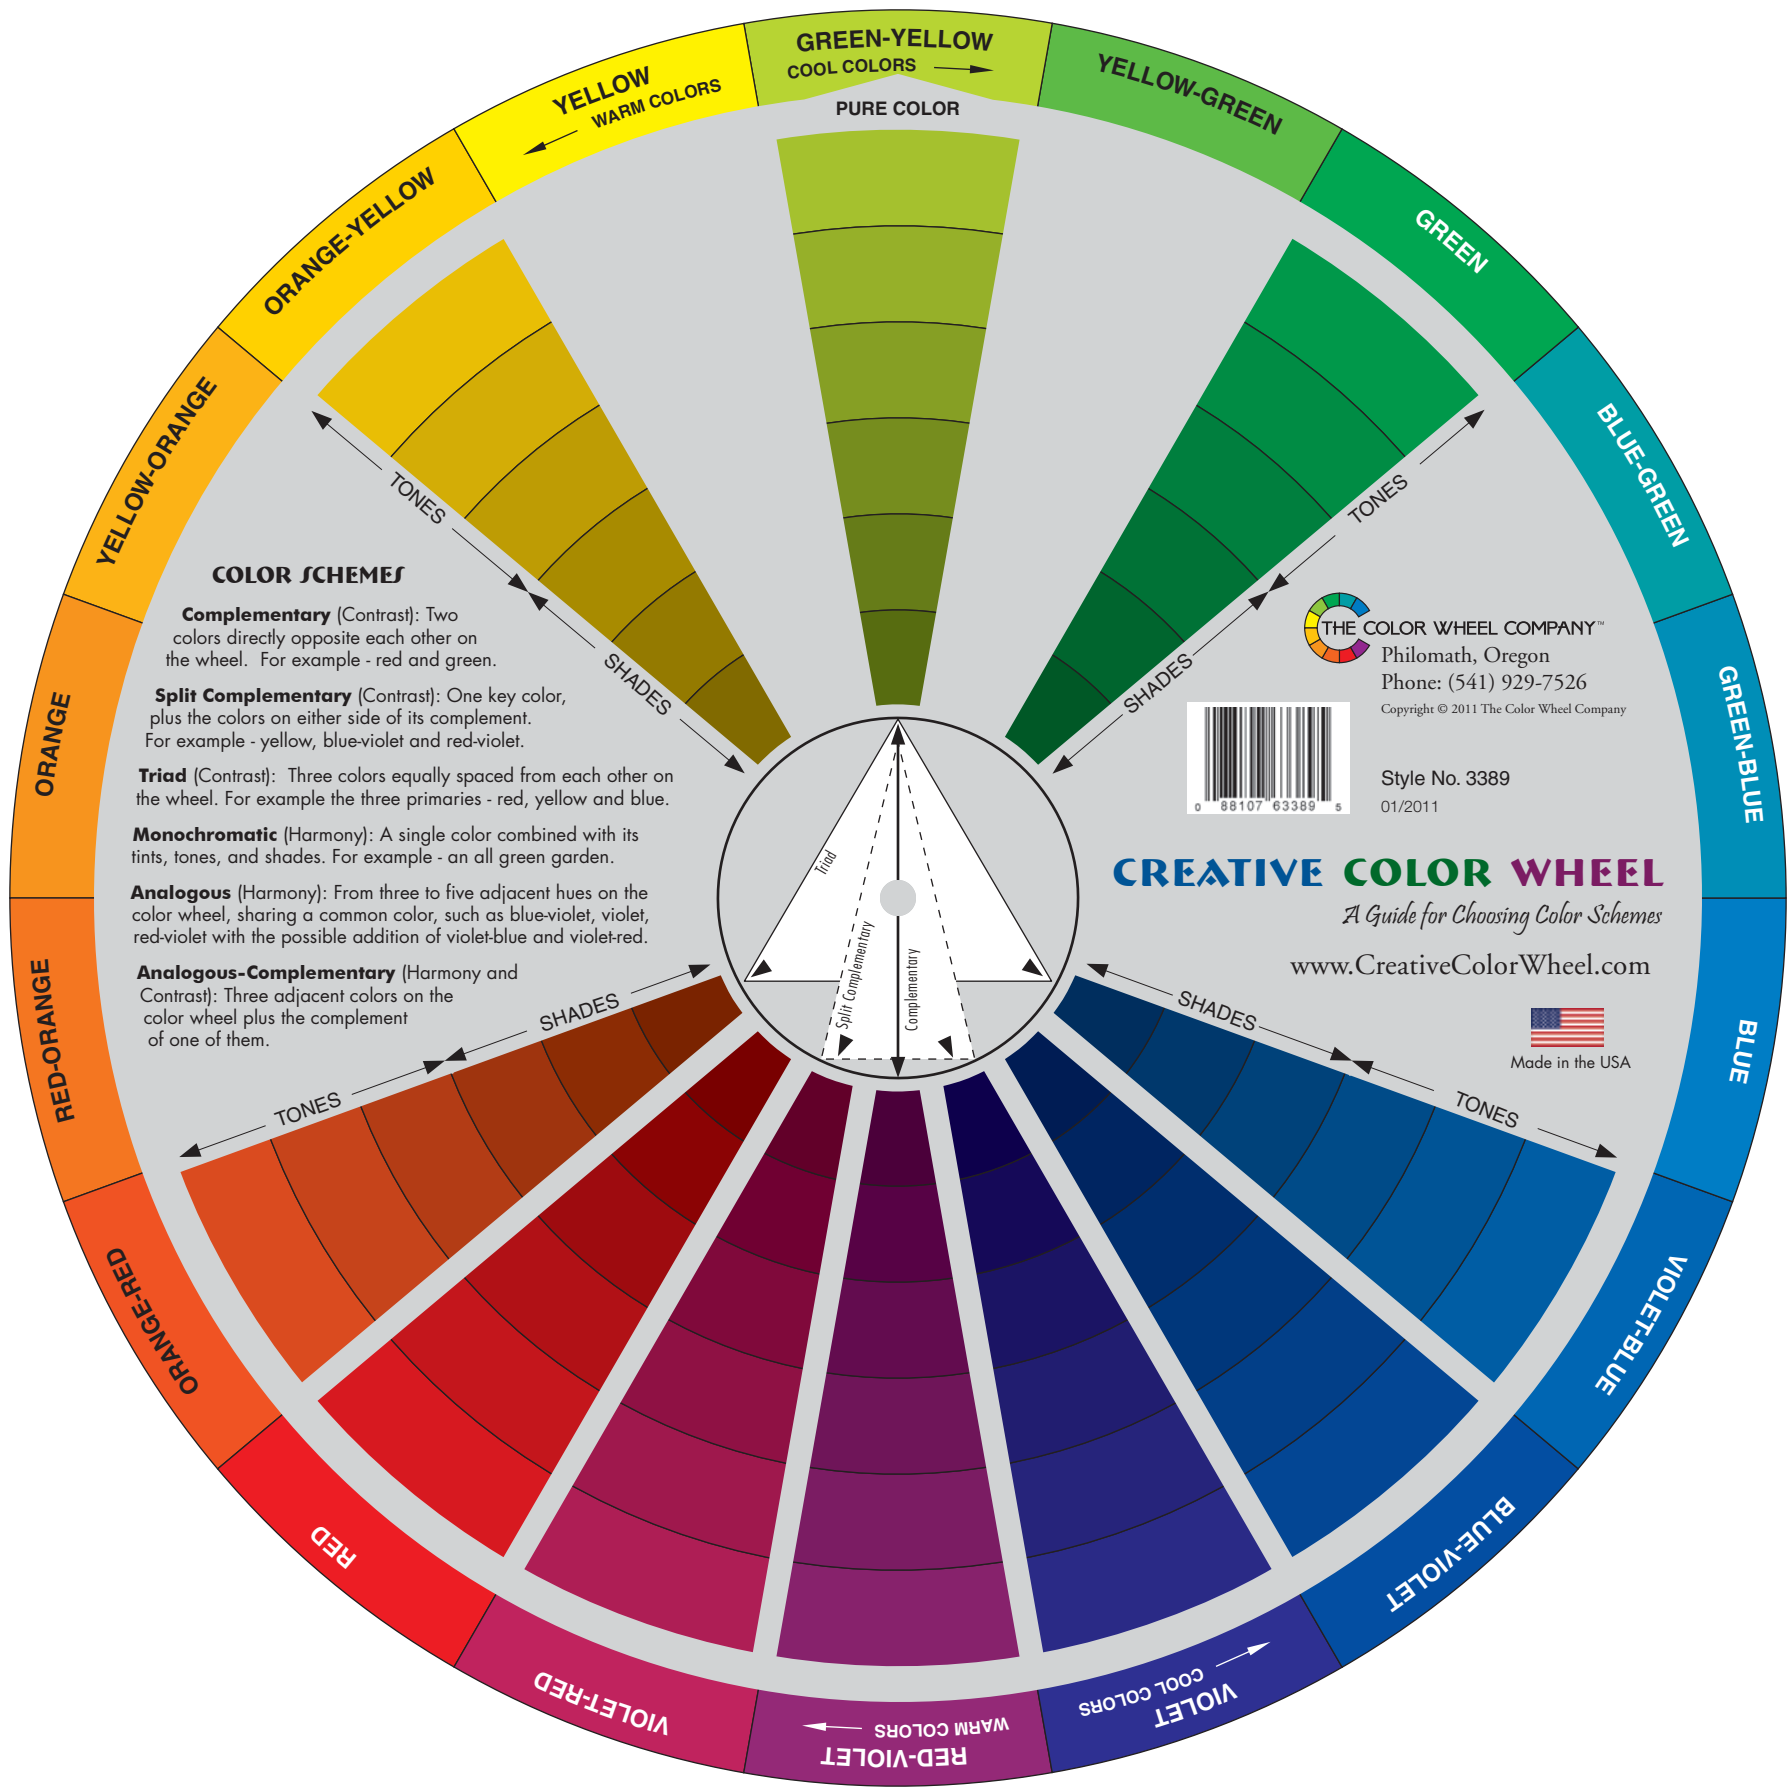 GREEN-YELLOW
COOL COLORS
PURE COLOR
YELLOW-GREEN
GREEN
BLUE-GREEN
GREEN-BLUE
BLUE
VIOLET-BLUE
BLUE-VIOLET
VIOLET
COOL COLORS
RED-VIOLET
WARM COLORS
VIOLET-RED
RED
ORANGE-RED
RED-ORANGE
ORANGE
YELLOW-ORANGE
ORANGE-YELLOW
YELLOW
WARM COLORS
TONES
SHADES
TONES
SHADES
COLOR SCHEMES
Complementary (Contrast): Two
colors directly opposite each other on
the wheel. For example - red and green.
Split Complementary (Contrast): One key color,
plus the colors on either side of its complement.
For example - yellow, blue-violet and red-violet.
Triad (Contrast): Three colors equally spaced from each other on
the wheel. For example the three primaries - red, yellow and blue.
Monochromatic (Harmony): A single color combined with its
tints, tones, and shades. For example - an all green garden.
Analogous (Harmony): From three to five adjacent hues on the
color wheel, sharing a common color, such as blue-violet, violet,
red-violet with the possible addition of violet-blue and violet-red.
Analogous-Complementary (Harmony and
Contrast): Three adjacent colors on the
color wheel plus the complement
of one of them.
SHADES
TONES
Triad
Split Complementary
Complementary
THE COLOR WHEEL COMPANY™
Philomath, Oregon
Phone: (541) 929-7526
Copyright © 2011 The Color Wheel Company
0 88107 63389 5
Style No. 3389
01/2011
CREATIVE COLOR WHEEL
A Guide for Choosing Color Schemes
www.CreativeColorWheel.com
Made in the USA
SHADES
TONES